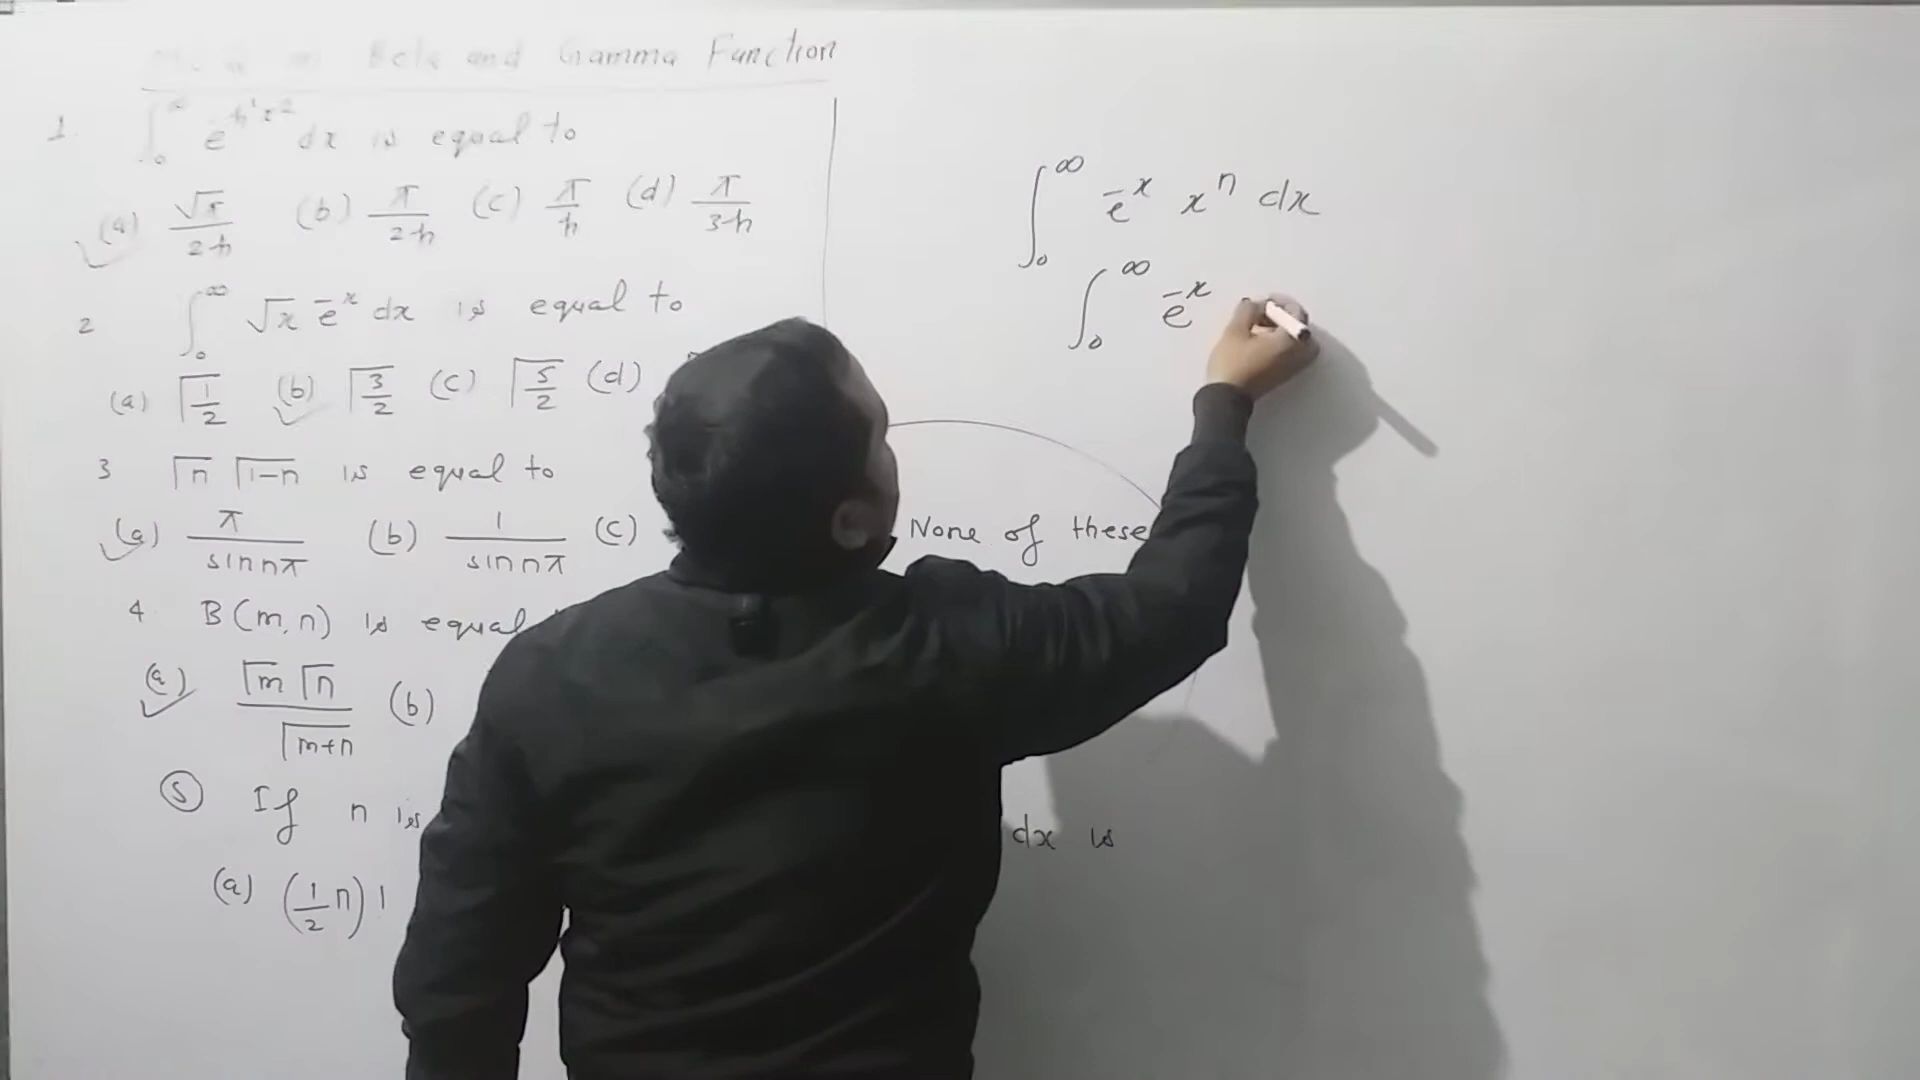 Beta and Gamma Function
1. ∫₀^∞ e^{-h²x²} dx is equal to
(a) √π/2h (b) π/2h (c) π/h (d) π/3h
2 ∫₀^∞ √x e^{-x} dx is equal to
(a) Γ1/2 (b) Γ3/2 (c) Γ5/2 (d)
3 Γn Γ1-n is equal to
(a) π/sin nπ (b) 1/sin nπ (c) None of these
4 B(m,n) is equal
(a) Γm Γn/Γm+n (b)
5 If n is dx is
(a) (1/2 n)!
∫₀^∞ e^{-x} x^n dx
∫₀^∞ e^{-x}